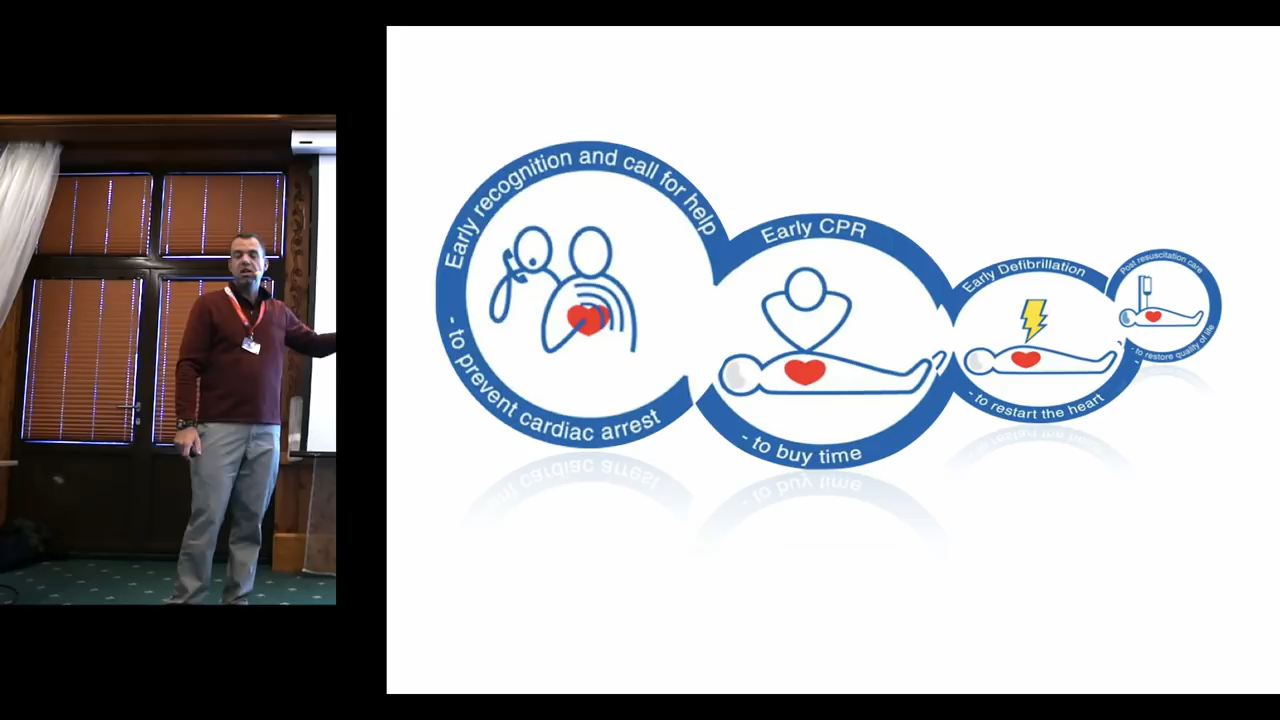 Early recognition and call for help
- to prevent cardiac arrest
Early CPR
- to buy time
Early Defibrillation
- to restart the heart
Post resuscitation care
- to restore quality of life